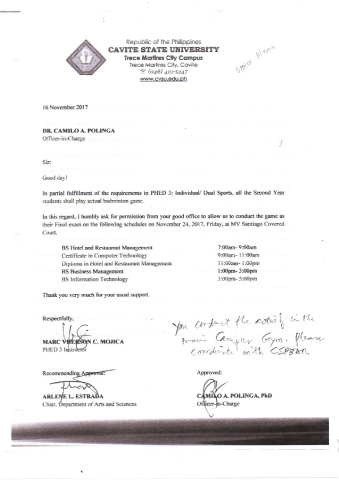 Republic of the Philippines
CAVITE STATE UNIVERSITY
Trece Martires City Campus
Trece Martires City, Cavite
(046) 410-5247
www.cvsu.edu.ph
16 November 2017
DR. CAMILO A. POLINGA
Officer-in-Charge
Sir:
Good day!
In partial fulfillment of the requirements in PHED 3: Individual/ Dual Sports, all the Second Year
students shall play actual badminton game.
In this regard, I humbly ask for permission from your good office to allow us to conduct the game as
their Final exam on the following schedules on November 24, 2017, Friday, at MV Santiago Covered
Court.
BS Hotel and Restaurant Management 7:00am- 9:00am
Certificate in Computer Technology 9:00am- 11:00am
Diploma in Hotel and Restaurant Management 11:00am- 1:00pm
BS Business Management 1:00pm- 3:00pm
BS Information Technology 3:00pm- 5:00pm
Thank you very much for your usual support.
Respectfully,
You conduct the activity in the
Main Campus Gym. Please
coordinate with
MARC C. MOJICA
PHED 3 Instructor
Recommending Approval: Approved:
ARLENE L. ESTRADA CAMILO A. POLINGA, PhD
Chair, Department of Arts and Sciences Officer-in-Charge